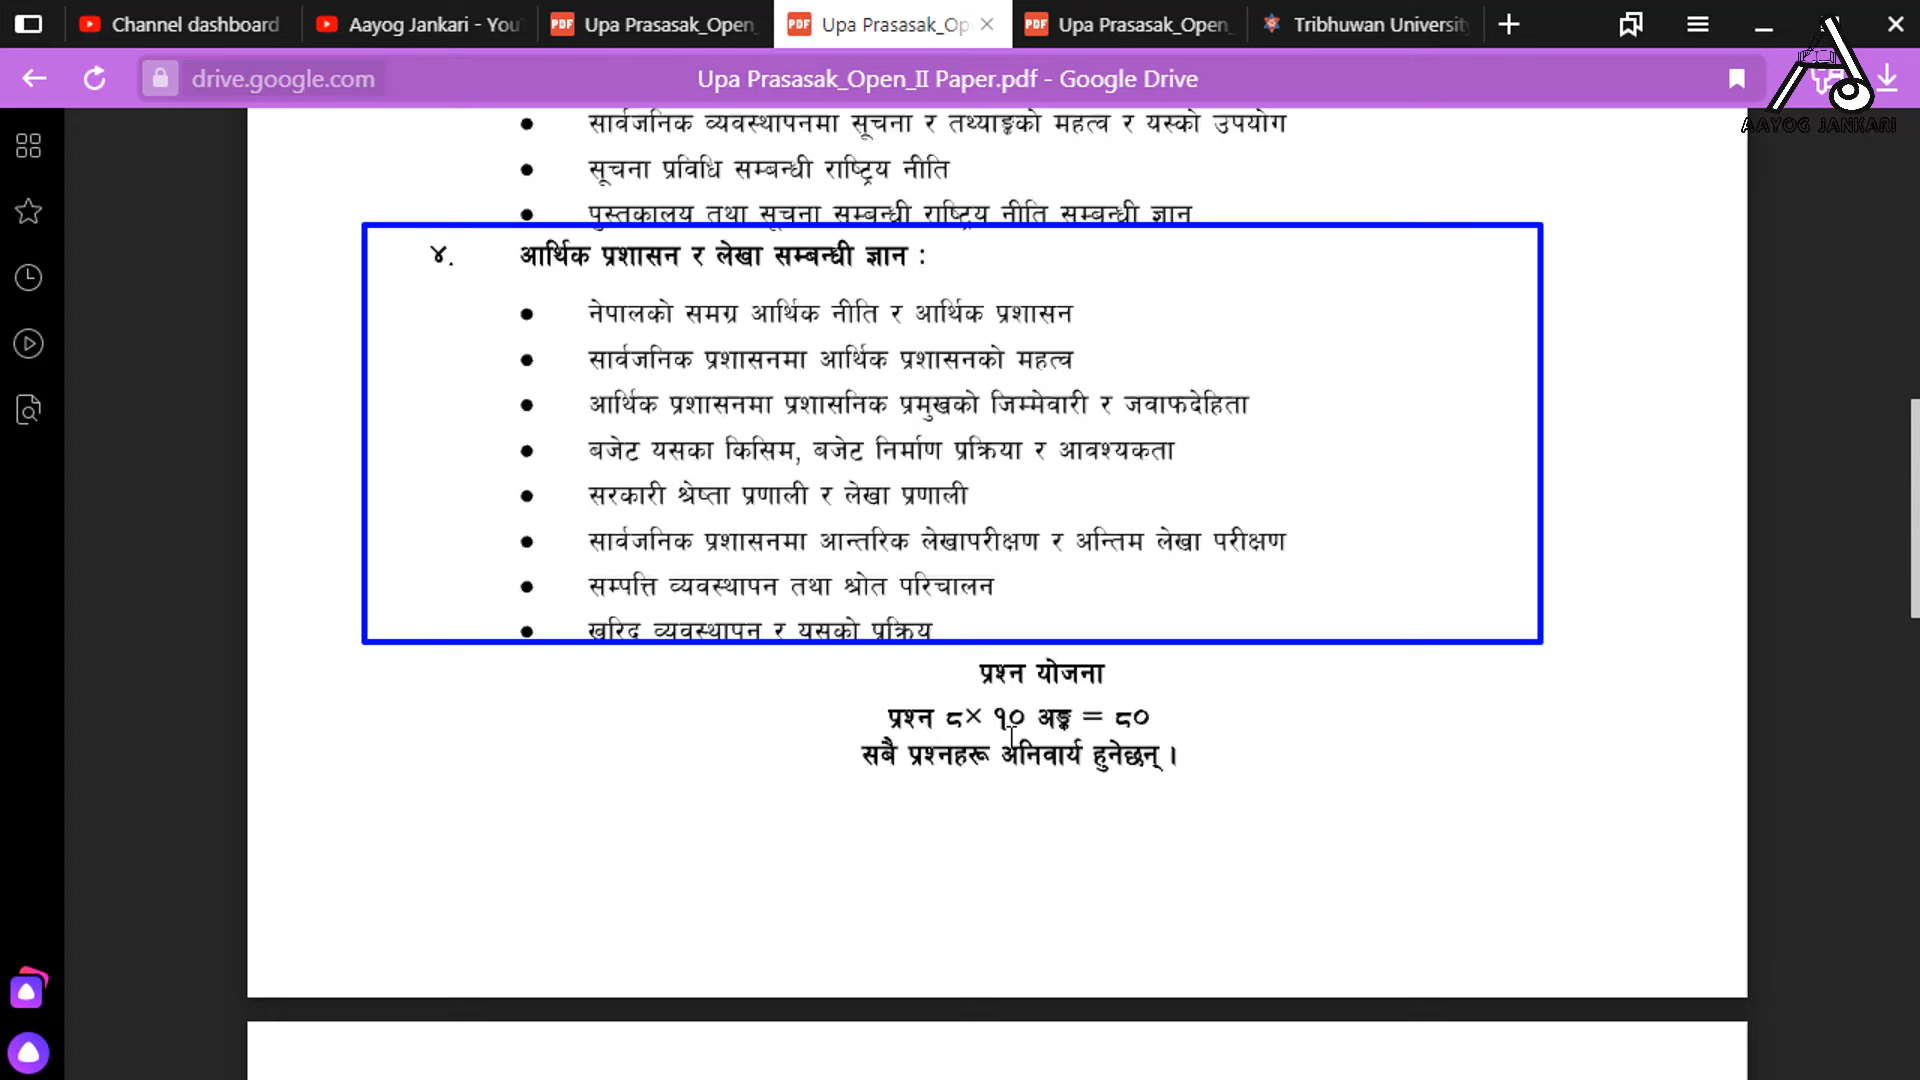 Channel dashboard
Aayog Jankari - You
Upa Prasasak_Open_
Upa Prasasak_Op
Upa Prasasak_Open_
Tribhuwan University
drive.google.com
Upa Prasasak_Open_II Paper.pdf - Google Drive
AAYOG JANKARI
• सार्वजनिक व्यवस्थापनमा सूचना र तथ्याङ्कको महत्व र यस्को उपयोग
• सूचना प्रविधि सम्बन्धी राष्ट्रिय नीति
• पुस्तकालय तथा सूचना सम्बन्धी राष्ट्रिय नीति सम्बन्धी ज्ञान
४. आर्थिक प्रशासन र लेखा सम्बन्धी ज्ञान :
• नेपालको समग्र आर्थिक नीति र आर्थिक प्रशासन
• सार्वजनिक प्रशासनमा आर्थिक प्रशासनको महत्व
• आर्थिक प्रशासनमा प्रशासनिक प्रमुखको जिम्मेवारी र जवाफदेहिता
• बजेट यसका किसिम, बजेट निर्माण प्रक्रिया र आवश्यकता
• सरकारी श्रेष्ता प्रणाली र लेखा प्रणाली
• सार्वजनिक प्रशासनमा आन्तरिक लेखापरीक्षण र अन्तिम लेखा परीक्षण
• सम्पत्ति व्यवस्थापन तथा श्रोत परिचालन
• खरिद व्यवस्थापन र यसको प्रक्रिय
प्रश्न योजना
प्रश्न ८× १० अङ्क = ८०
सबै प्रश्नहरू अनिवार्य हुनेछन् ।